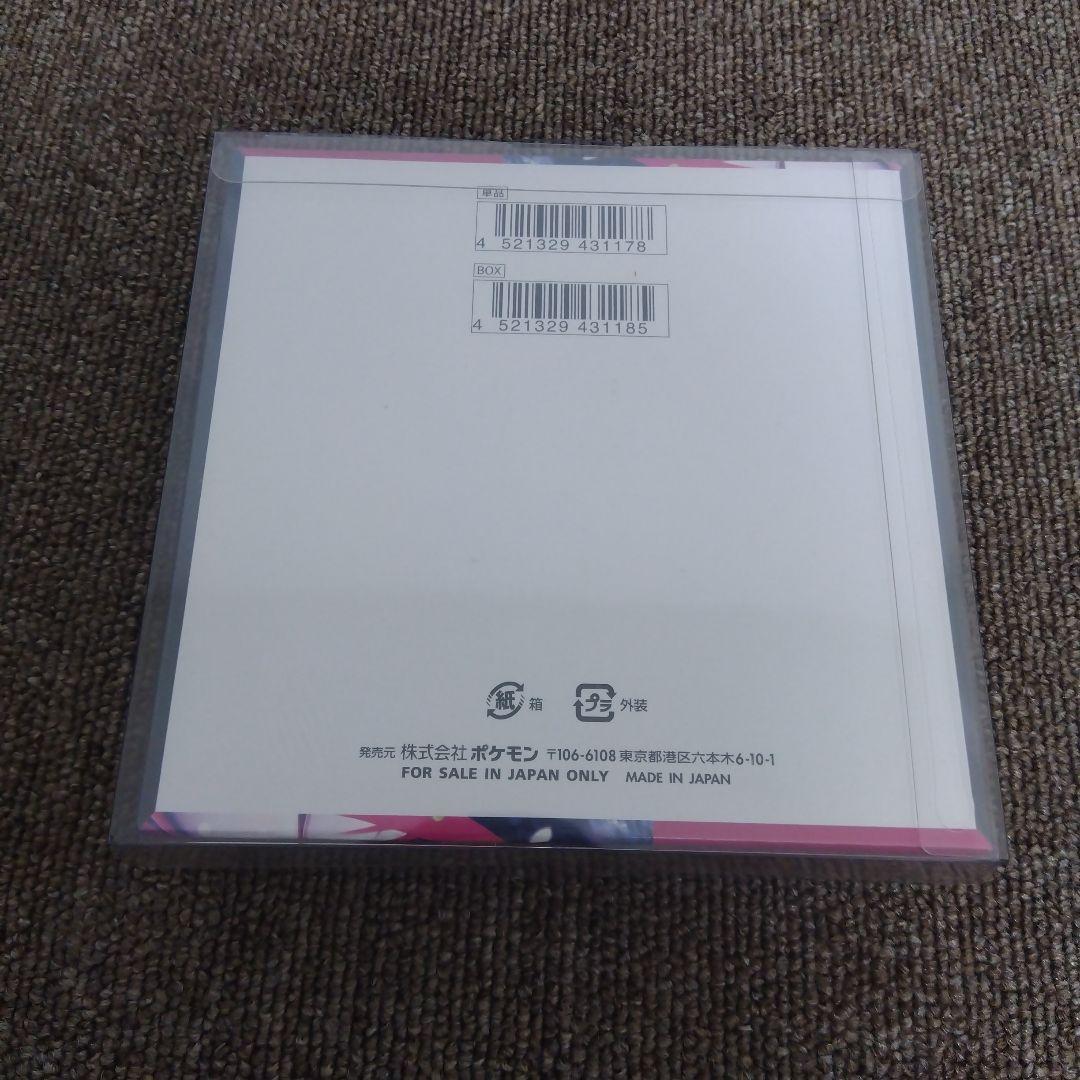 単品
4 521329 431178
BOX
4 521329 431185
紙 箱 プラ 外装
発売元 株式会社ポケモン 〒106-6108 東京都港区六本木6-10-1
FOR SALE IN JAPAN ONLY MADE IN JAPAN